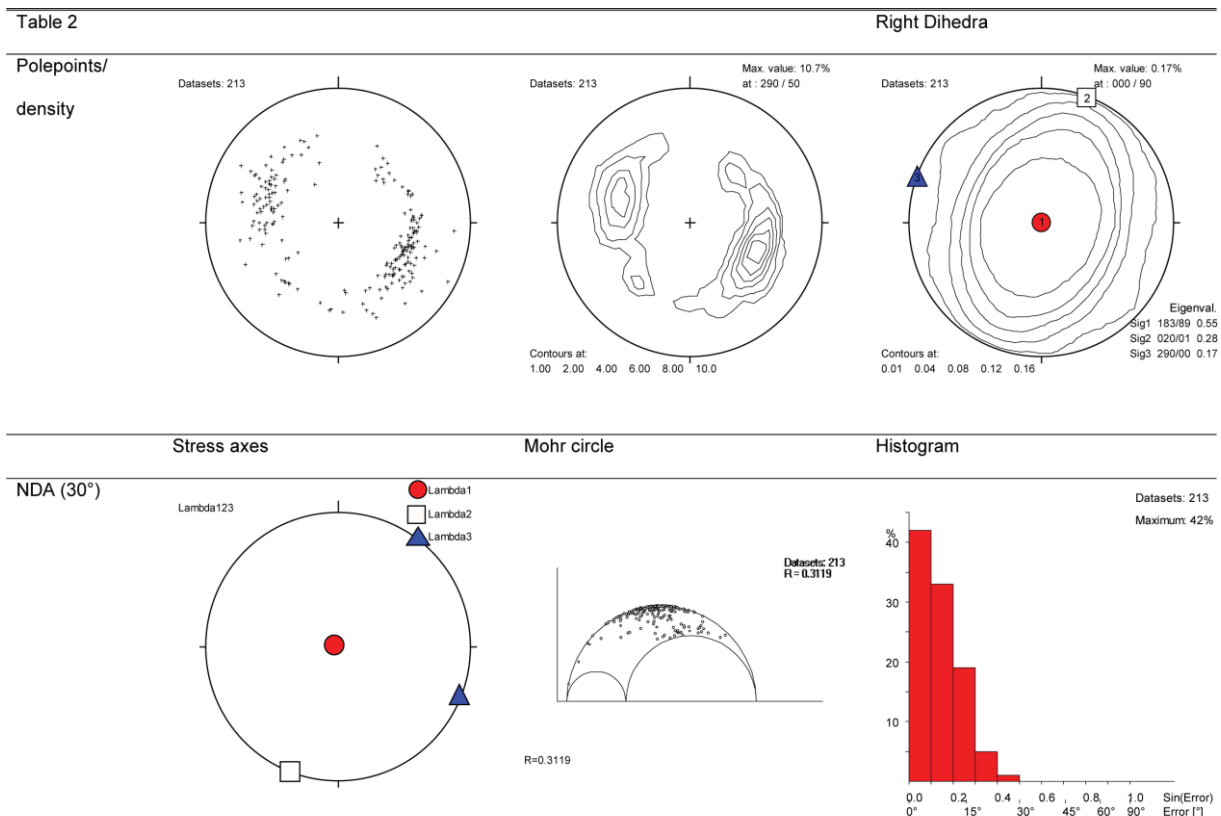 Table 2
Right Dihedra
Polepoints/
density
Datasets: 213
Datasets: 213
Max. value: 10.7%
at : 290 / 50
Contours at:
1.00 2.00 4.00 6.00 8.00 10.0
Datasets: 213
Max. value: 0.17%
at : 000 / 90
2
3
1
Eigenval.
Sig1 183/89 0.55
Sig2 020/01 0.28
Sig3 290/00 0.17
Contours at:
0.01 0.04 0.08 0.12 0.16
Stress axes
Mohr circle
Histogram
NDA (30°)
Lambda123
Lambda1
Lambda2
Lambda3
Datasets: 213
R = 0.3119
R=0.3119
Datasets: 213
Maximum: 42%
%
40
30
20
10
0.0 0.2 0.4 0.6 0.8 1.0 Sin(Error)
0° 15° 30° 45° 60° 90° Error [°]